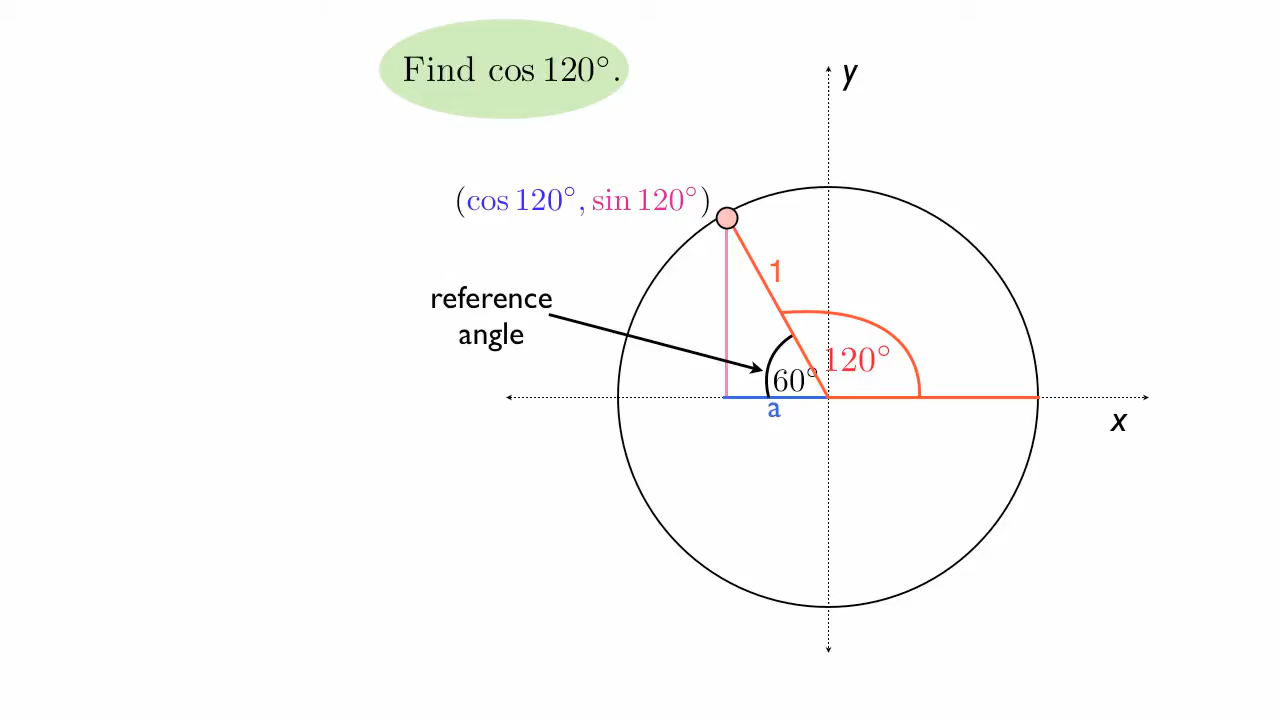 Find cos 120°.
y
(cos 120°, sin 120°)
1
reference
angle
120°
60°
a
x